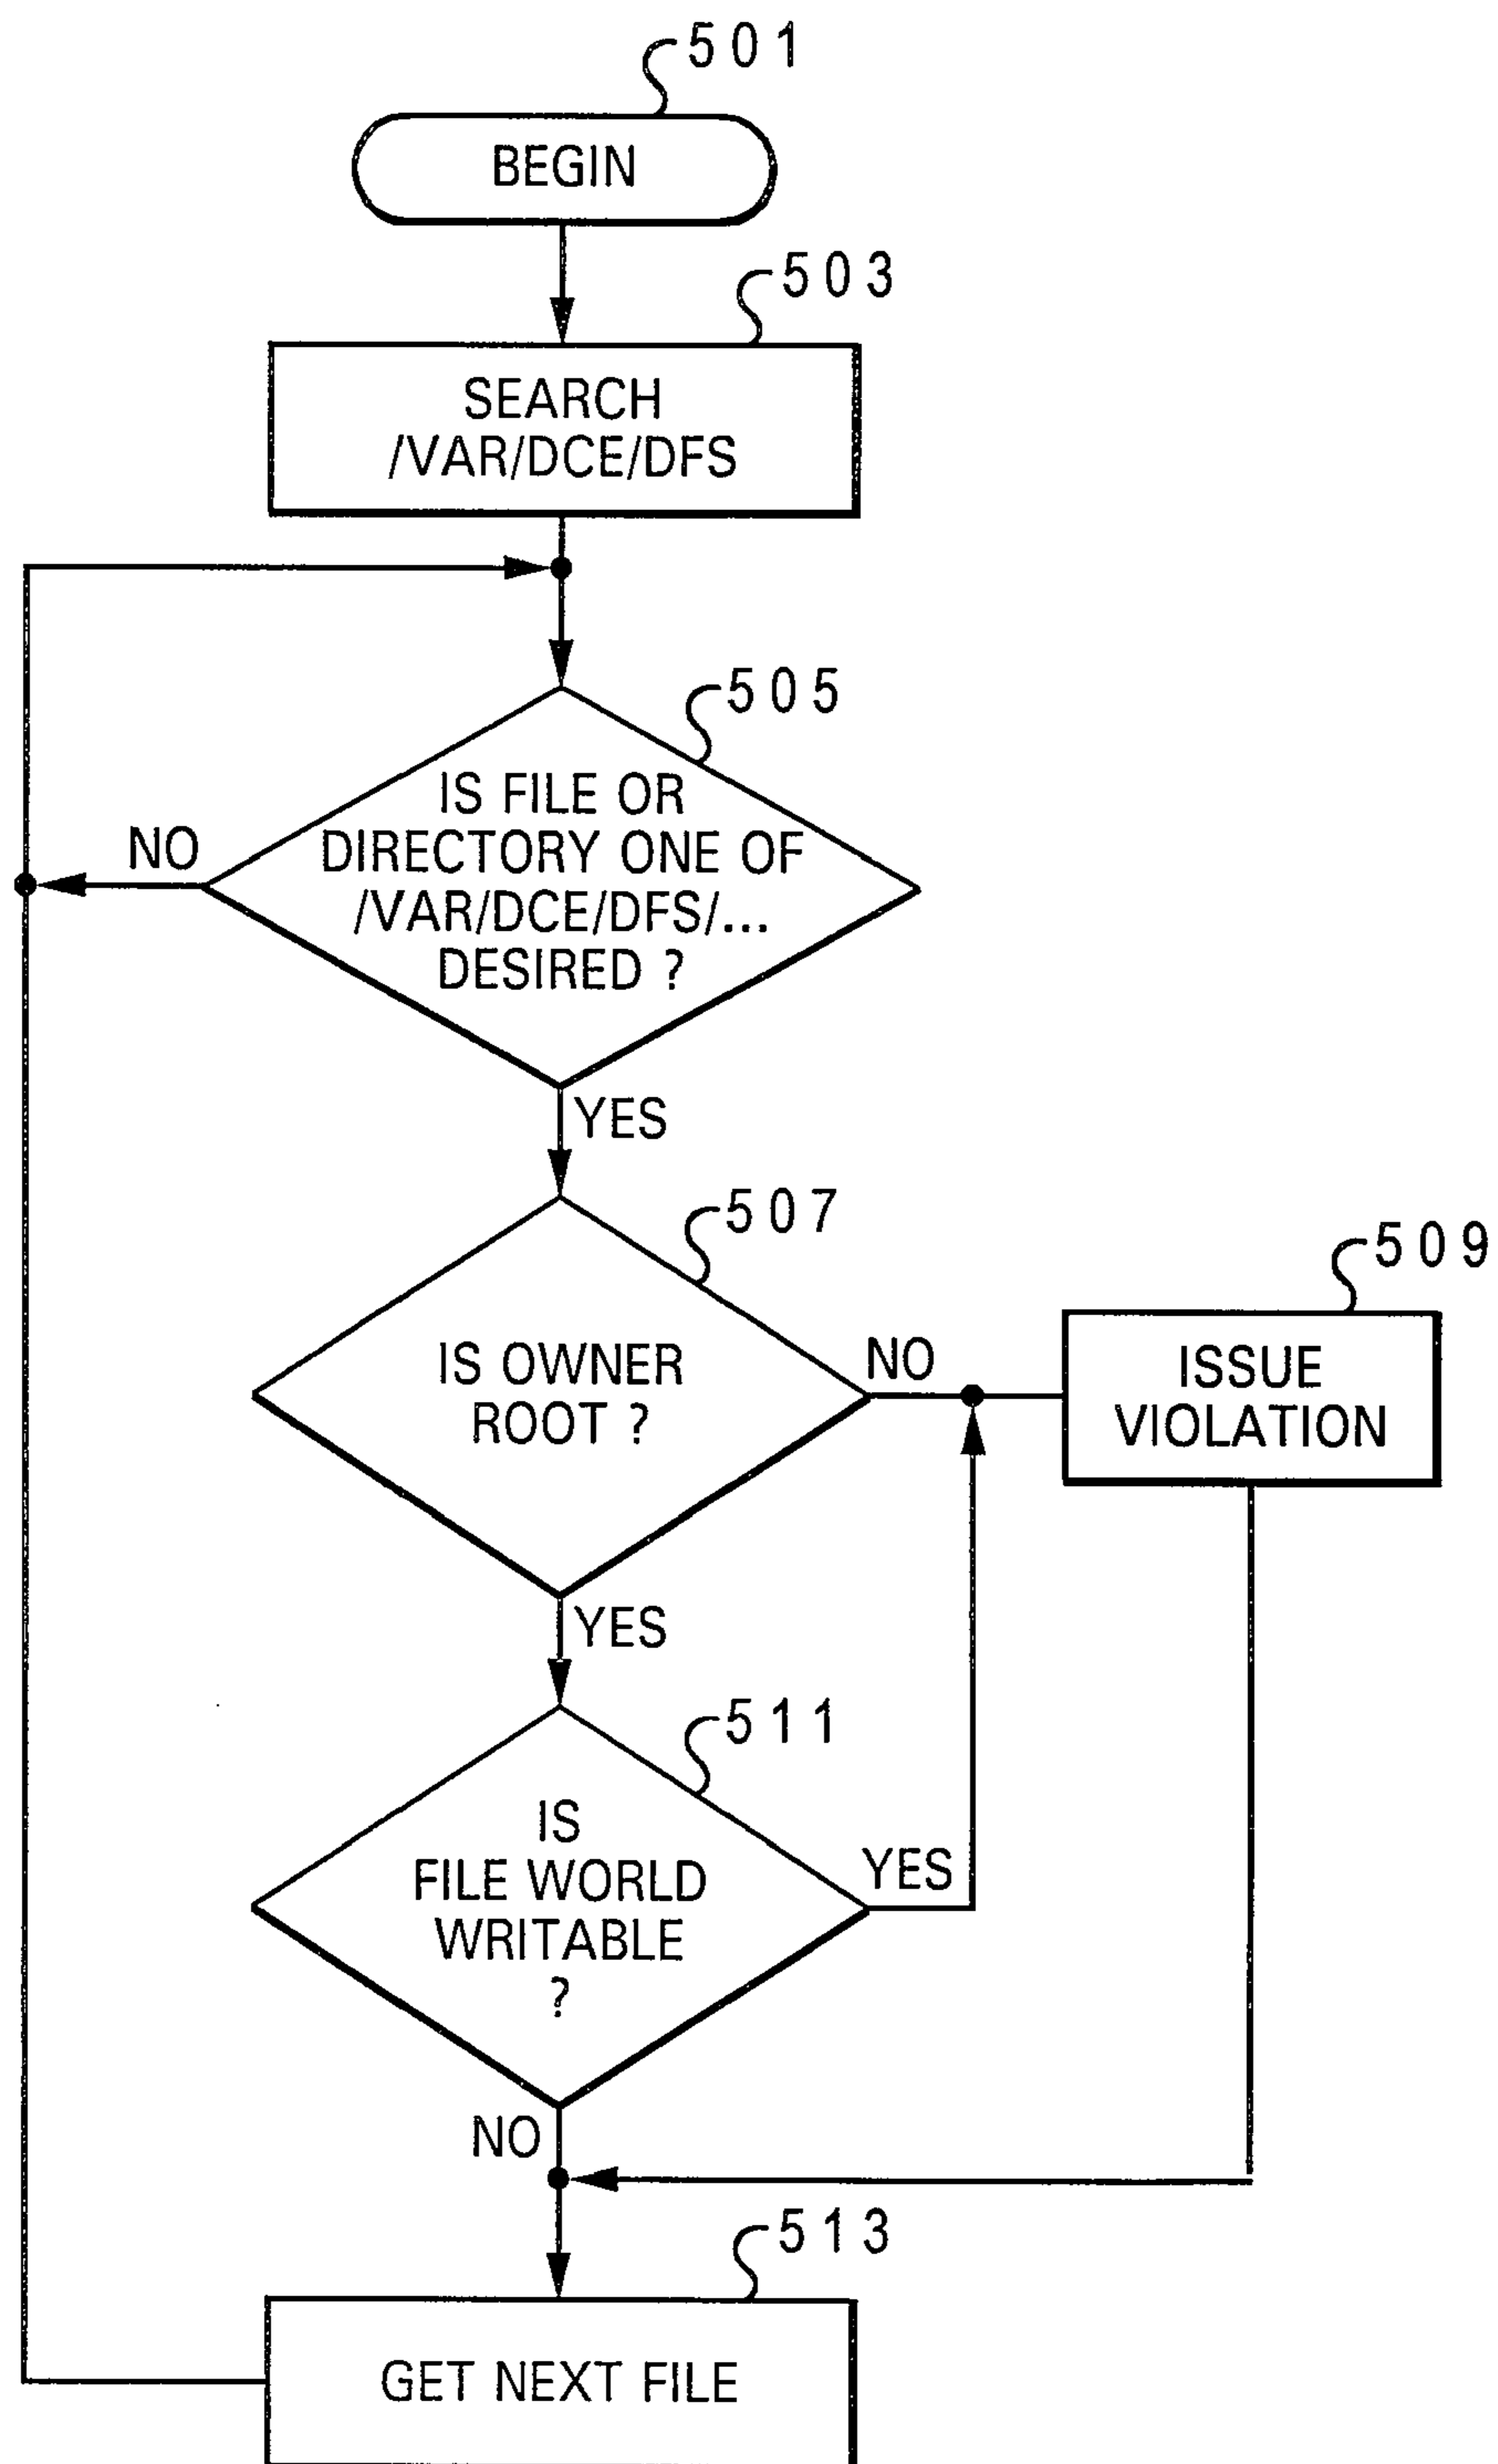 501
BEGIN
503
SEARCH
/VAR/DCE/DFS
505
IS FILE OR
DIRECTORY ONE OF
/VAR/DCE/DFS/...
DESIRED ?
NO
YES
507
IS OWNER
ROOT ?
NO
509
ISSUE
VIOLATION
YES
511
IS
FILE WORLD
WRITABLE
?
YES
NO
513
GET NEXT FILE